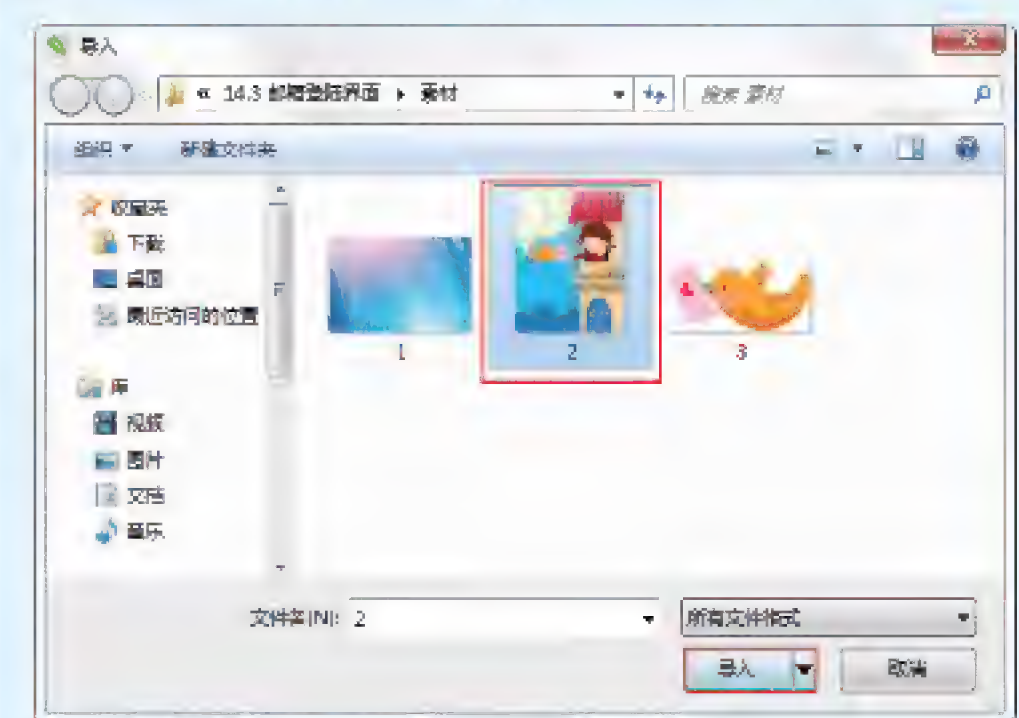 导入
« 14.3 邮箱登陆界面 ▸ 素材
搜索 素材
组织 新建文件夹
收藏夹
下载
桌面
最近访问的位置
库
视频
图片
文档
音乐
1
2
3
文件名(N): 2
所有文件格式
导入
取消